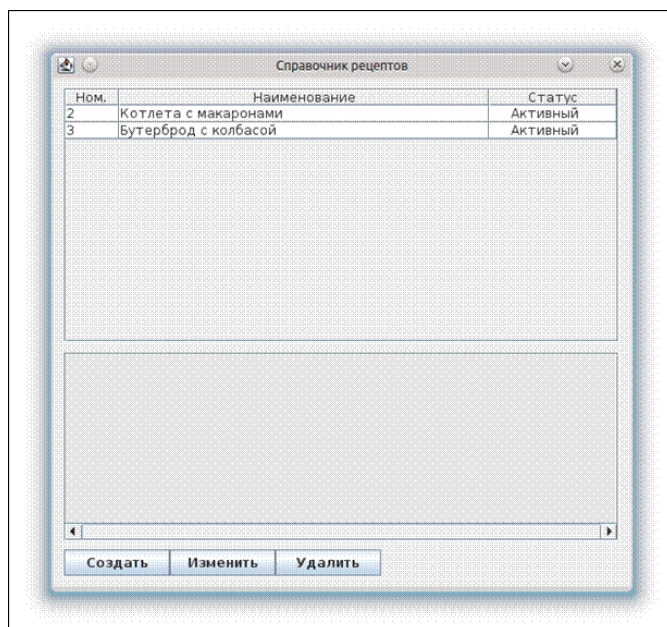 Справочник рецептов
Ном. Наименование Статус
2 Котлета с макаронами Активный
3 Бутерброд с колбасой Активный
Создать Изменить Удалить